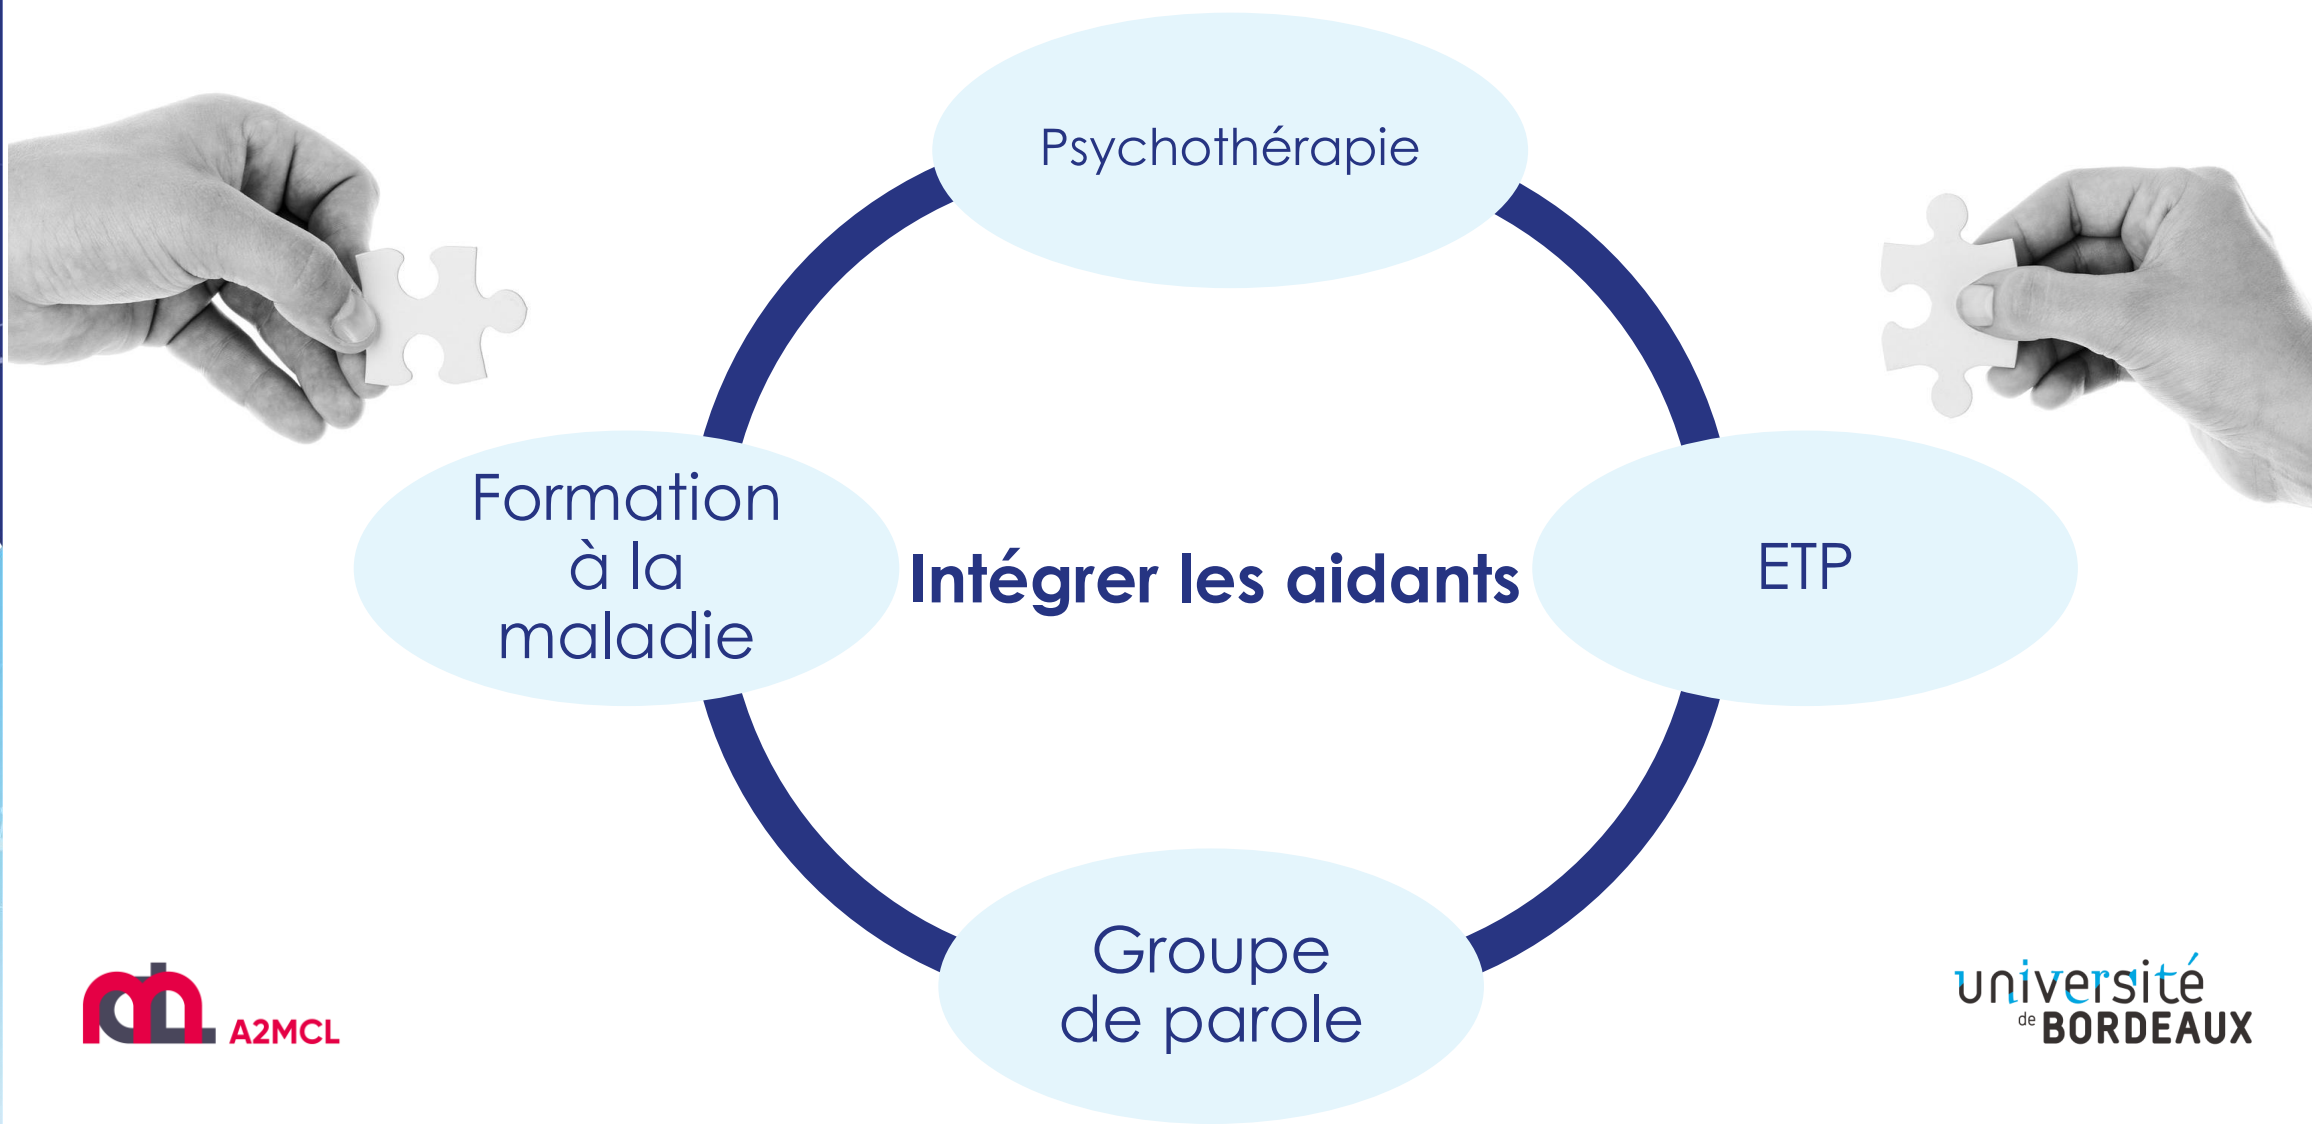 Psychothérapie
Formation
à la
maladie
Intégrer les aidants
ETP
Groupe
de parole
A2MCL
université
de BORDEAUX